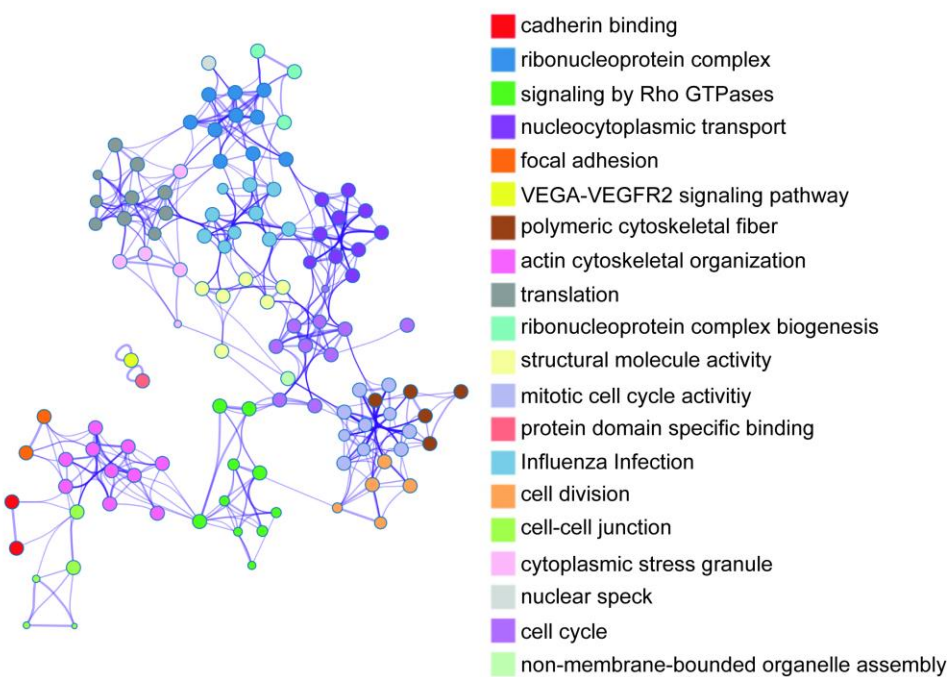 cadherin binding
ribonucleoprotein complex
signaling by Rho GTPases
nucleocytoplasmic transport
focal adhesion
VEGA-VEGFR2 signaling pathway
polymeric cytoskeletal fiber
actin cytoskeletal organization
translation
ribonucleoprotein complex biogenesis
structural molecule activity
mitotic cell cycle activitiy
protein domain specific binding
Influenza Infection
cell division
cell-cell junction
cytoplasmic stress granule
nuclear speck
cell cycle
non-membrane-bounded organelle assembly